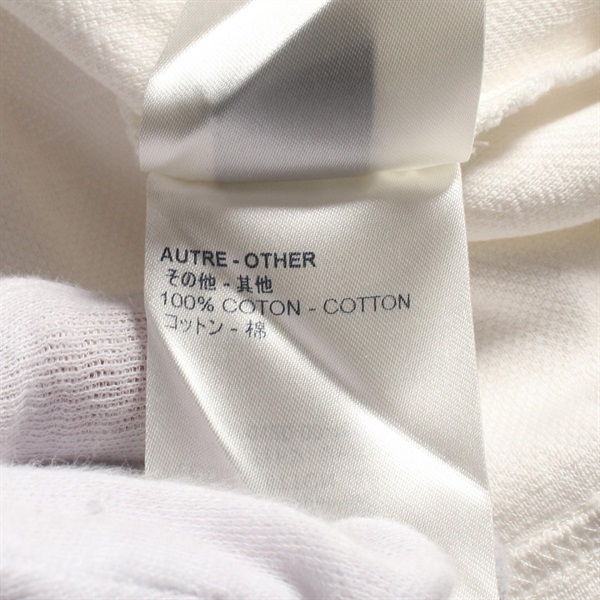 AUTRE - OTHER
その他 - 其他
100% COTON - COTTON
コットン - 棉